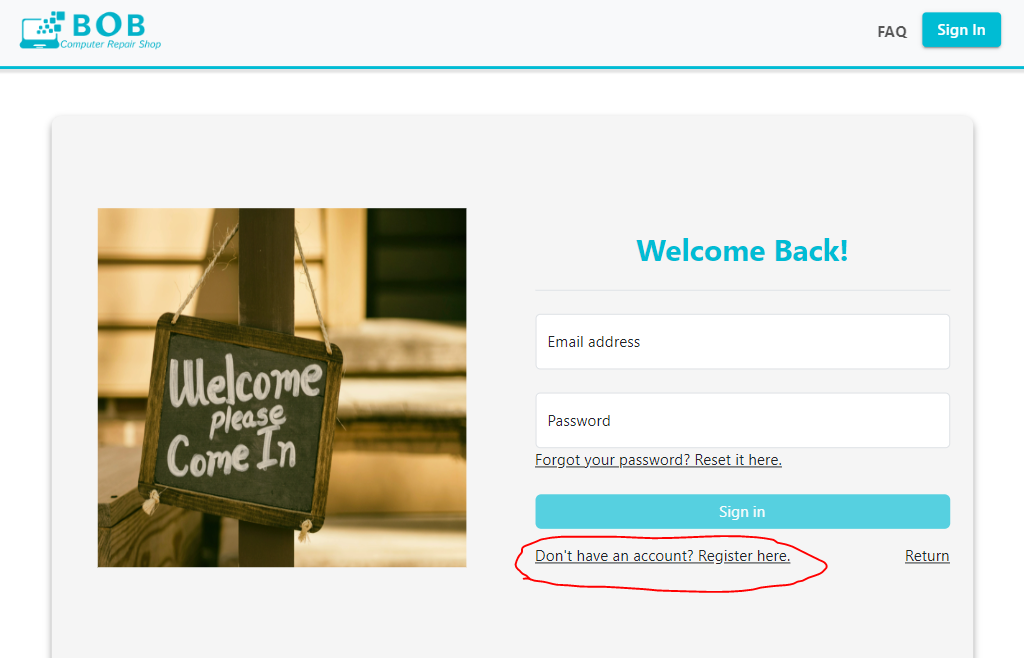 BOB
Computer Repair Shop
FAQ
Sign In
Welcome
please
Come In
Welcome Back!
Email address
Password
Forgot your password? Reset it here.
Sign in
Don't have an account? Register here.
Return